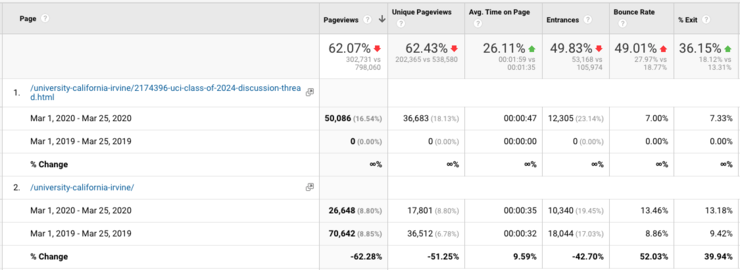 Page
Pageviews
Unique Pageviews
Avg. Time on Page
Entrances
Bounce Rate
% Exit
62.07%
302,731 vs
798,060
62.43%
202,365 vs 538,580
26.11%
00:01:59 vs
00:01:35
49.83%
53,168 vs
105,974
49.01%
27.97% vs
18.77%
36.15%
18.12% vs
13.31%
1. /university-california-irvine/2174396-uci-class-of-2024-discussion-threa
d.html
Mar 1, 2020 - Mar 25, 2020 50,086 (16.54%) 36,683 (18.13%) 00:00:47 12,305 (23.14%) 7.00% 7.33%
Mar 1, 2019 - Mar 25, 2019 0 (0.00%) 0 (0.00%) 00:00:00 0 (0.00%) 0.00% 0.00%
% Change ∞% ∞% ∞% ∞% ∞% ∞%
2. /university-california-irvine/
Mar 1, 2020 - Mar 25, 2020 26,648 (8.80%) 17,801 (8.80%) 00:00:35 10,340 (19.45%) 13.46% 13.18%
Mar 1, 2019 - Mar 25, 2019 70,642 (8.85%) 36,512 (6.78%) 00:00:32 18,044 (17.03%) 8.86% 9.42%
% Change -62.28% -51.25% 9.59% -42.70% 52.03% 39.94%